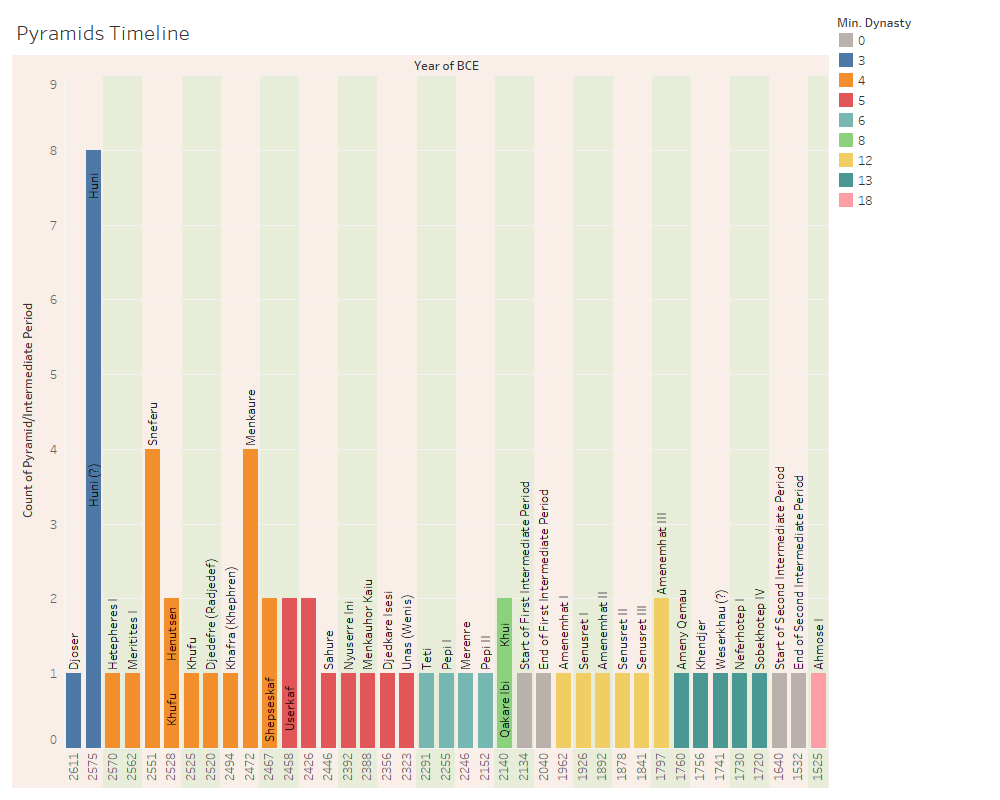 Pyramids Timeline
Min. Dynasty
0
3
4
5
6
8
12
13
18
Year of BCE
Count of Pyramid/Intermediate Period
9
8
7
6
5
4
3
2
1
0
Djoser
Huni
Huni (?)
Hetepheres I
Meritites I
Sneferu
Henutsen
Khufu
Khufu
Djedefre (Radjedef)
Khafra (Khephren)
Menkaure
Shepseskaf
Userkaf
Sahure
Nyuserre Ini
Menkauhor Kaiu
Djedkare Isesi
Unas (Wenis)
Teti
Pepi I
Merenre
Pepi II
Khui
Qakare Ibi
Start of First Intermediate Period
End of First Intermediate Period
Amenemhat I
Senusret I
Amenemhat II
Senusret II
Senusret III
Amenemhat III
Ameny Qemau
Khendjer
Weserkhau (?)
Neferhotep I
Sobekhotep IV
Start of Second Intermediate Period
End of Second Intermediate Period
Ahmose I
2611
2575
2570
2562
2551
2528
2525
2520
2494
2472
2467
2458
2426
2446
2392
2388
2356
2323
2291
2255
2246
2152
2140
2134
2040
1962
1926
1892
1878
1841
1797
1760
1756
1741
1730
1720
1640
1532
1525